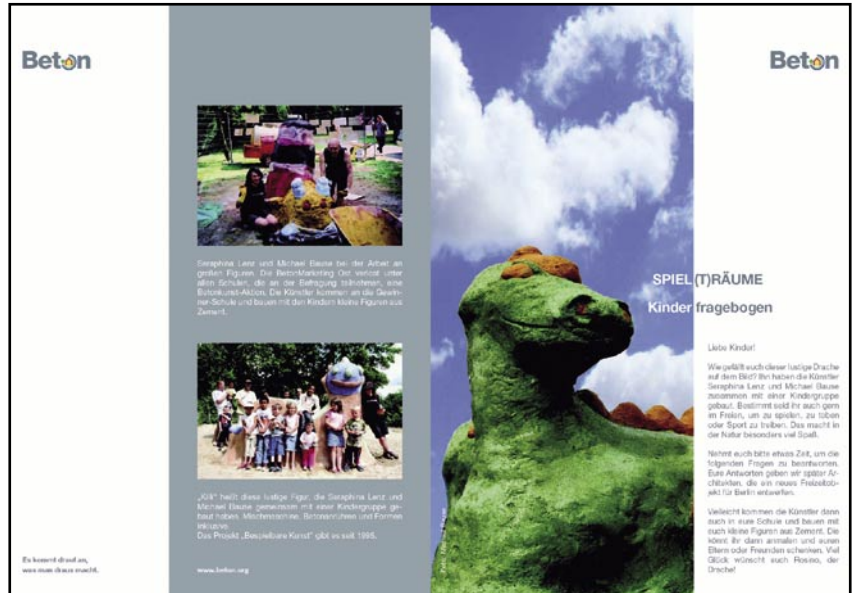 Beton
Es kommt drauf an,
was man draus macht.
Seraphina Lenz und Michael Bause bei der Arbeit an
großen Figuren. Die BetonMarketing Ost verlost unter
allen Schulen, die an der Befragung teilnehmen, eine
Betonkunst-Aktion. Die Künstler kommen an die Gewin-
ner-Schule und bauen mit den Kindern kleine Figuren aus
Zement.
heißt diese lustige Figur, die Seraphina Lenz und
Michael Bause gemeinsam mit einer Kindergruppe ge-
baut haben. Mischmaschine, Betonanrühren und Formen
inklusive.
Das Projekt „Bespielbare Kunst“ gibt es seit 1995.
www.beton.org
Beton
SPIEL(T)RÄUME
Kinderfragebogen
Liebe Kinder!
Wie gefällt euch dieser lustige Drache
auf dem Bild? Ihn haben die Künstler
Seraphina Lenz und Michael Bause
zusammen mit einer Kindergruppe
gebaut. Bestimmt seid ihr auch gern
im Freien, um zu spielen, zu toben
oder Sport zu treiben. Das macht in
der Natur besonders viel Spaß.
Nehmt euch bitte etwas Zeit, um die
folgenden Fragen zu beantworten.
Eure Antworten geben wir später Ar-
chitekten, die ein neues Freizeitob-
jekt für Berlin entwerfen.
Vielleicht kommen die Künstler dann
auch in eure Schule und bauen mit
euch kleine Figuren aus Zement. Die
könnt ihr dann anmalen und euren
Eltern oder Freunden schenken. Viel
Glück wünscht euch Rosino, der
Drache!